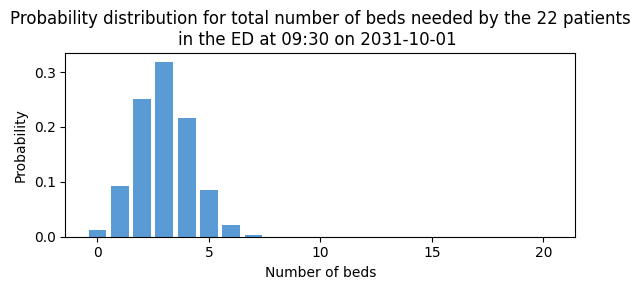 Probability distribution for total number of beds needed by the 22 patients
in the ED at 09:30 on 2031-10-01
Probability
0.3
0.2
0.1
0.0
0 5 10 15 20
Number of beds